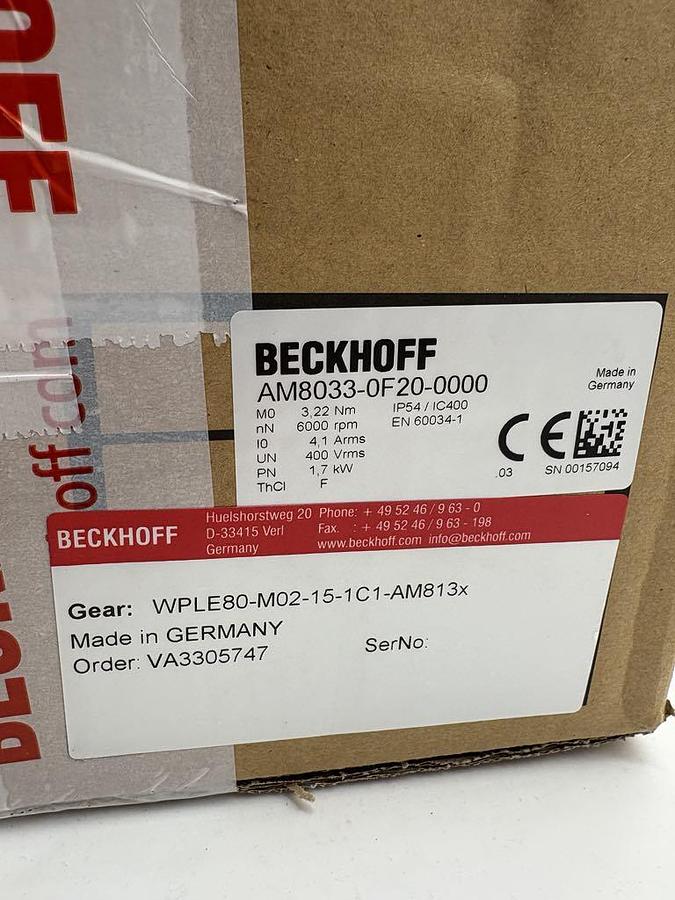 BECKHOFF
AM8033-0F20-0000
M0 3,22 Nm IP54 / IC400
nN 6000 rpm EN 60034-1
I0 4,1 Arms
UN 400 Vrms
PN 1,7 kW
ThCl F
Made in
Germany
CE
.03 SN 00157094
BECKHOFF
Huelshorstweg 20 Phone: + 49 52 46 / 9 63 - 0
D-33415 Verl Fax. : + 49 52 46 / 9 63 - 198
Germany www.beckhoff.com info@beckhoff.com
Gear: WPLE80-M02-15-1C1-AM813x
Made in GERMANY
Order: VA3305747 SerNo:
off.com